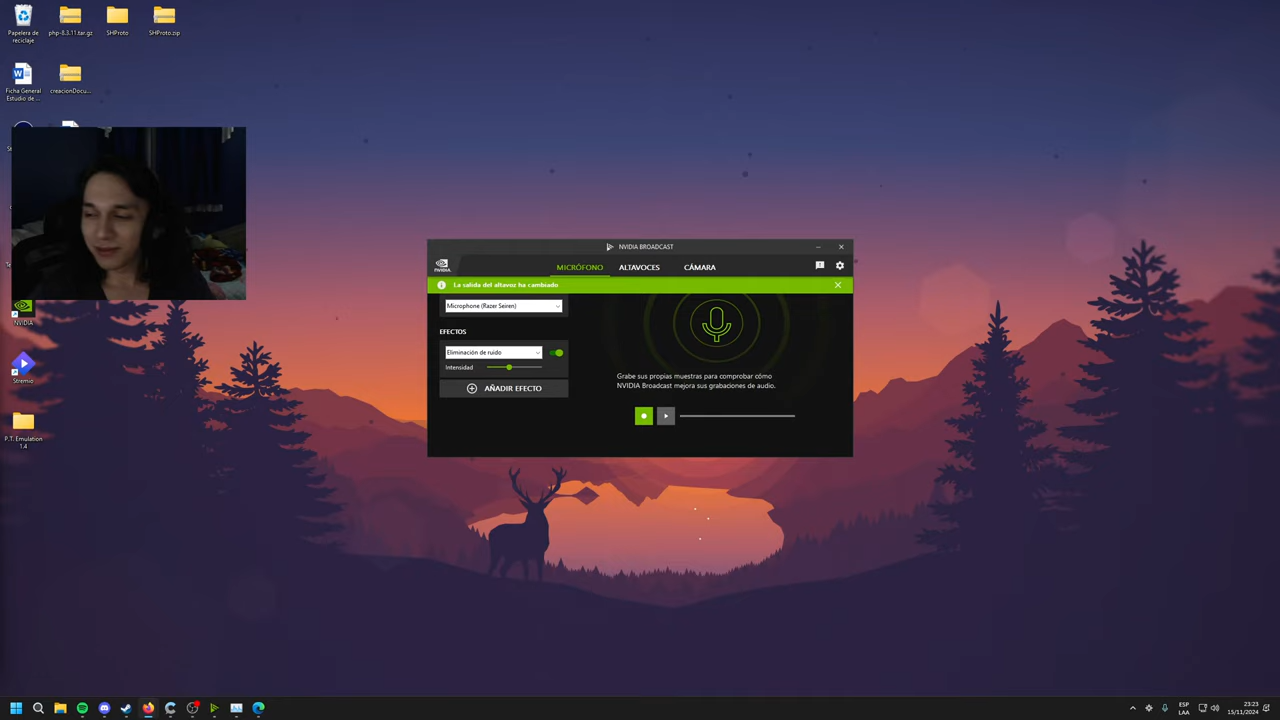 Papelera de
reciclaje
php-8.3.11.tar.gz
SHProto
SHProto.zip
Ficha General
Estudio de ...
creacionDocu...
NVIDIA
Stremio
P.T. Emulation
1.4
NVIDIA BROADCAST
NVIDIA.
MICRÓFONO
ALTAVOCES
CÁMARA
La salida del altavoz ha cambiado
Microphone (Razer Seiren)
EFECTOS
Eliminación de ruido
Intensidad
AÑADIR EFECTO
Grabe sus propias muestras para comprobar cómo
NVIDIA Broadcast mejora sus grabaciones de audio.
ESP
LAA
23:23
15/11/2024